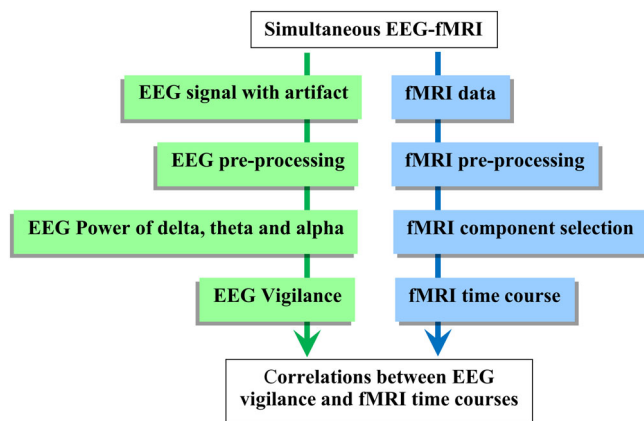 Simultaneous EEG-fMRI
EEG signal with artifact
fMRI data
EEG pre-processing
fMRI pre-processing
EEG Power of delta, theta and alpha
fMRI component selection
EEG Vigilance
fMRI time course
Correlations between EEG
vigilance and fMRI time courses